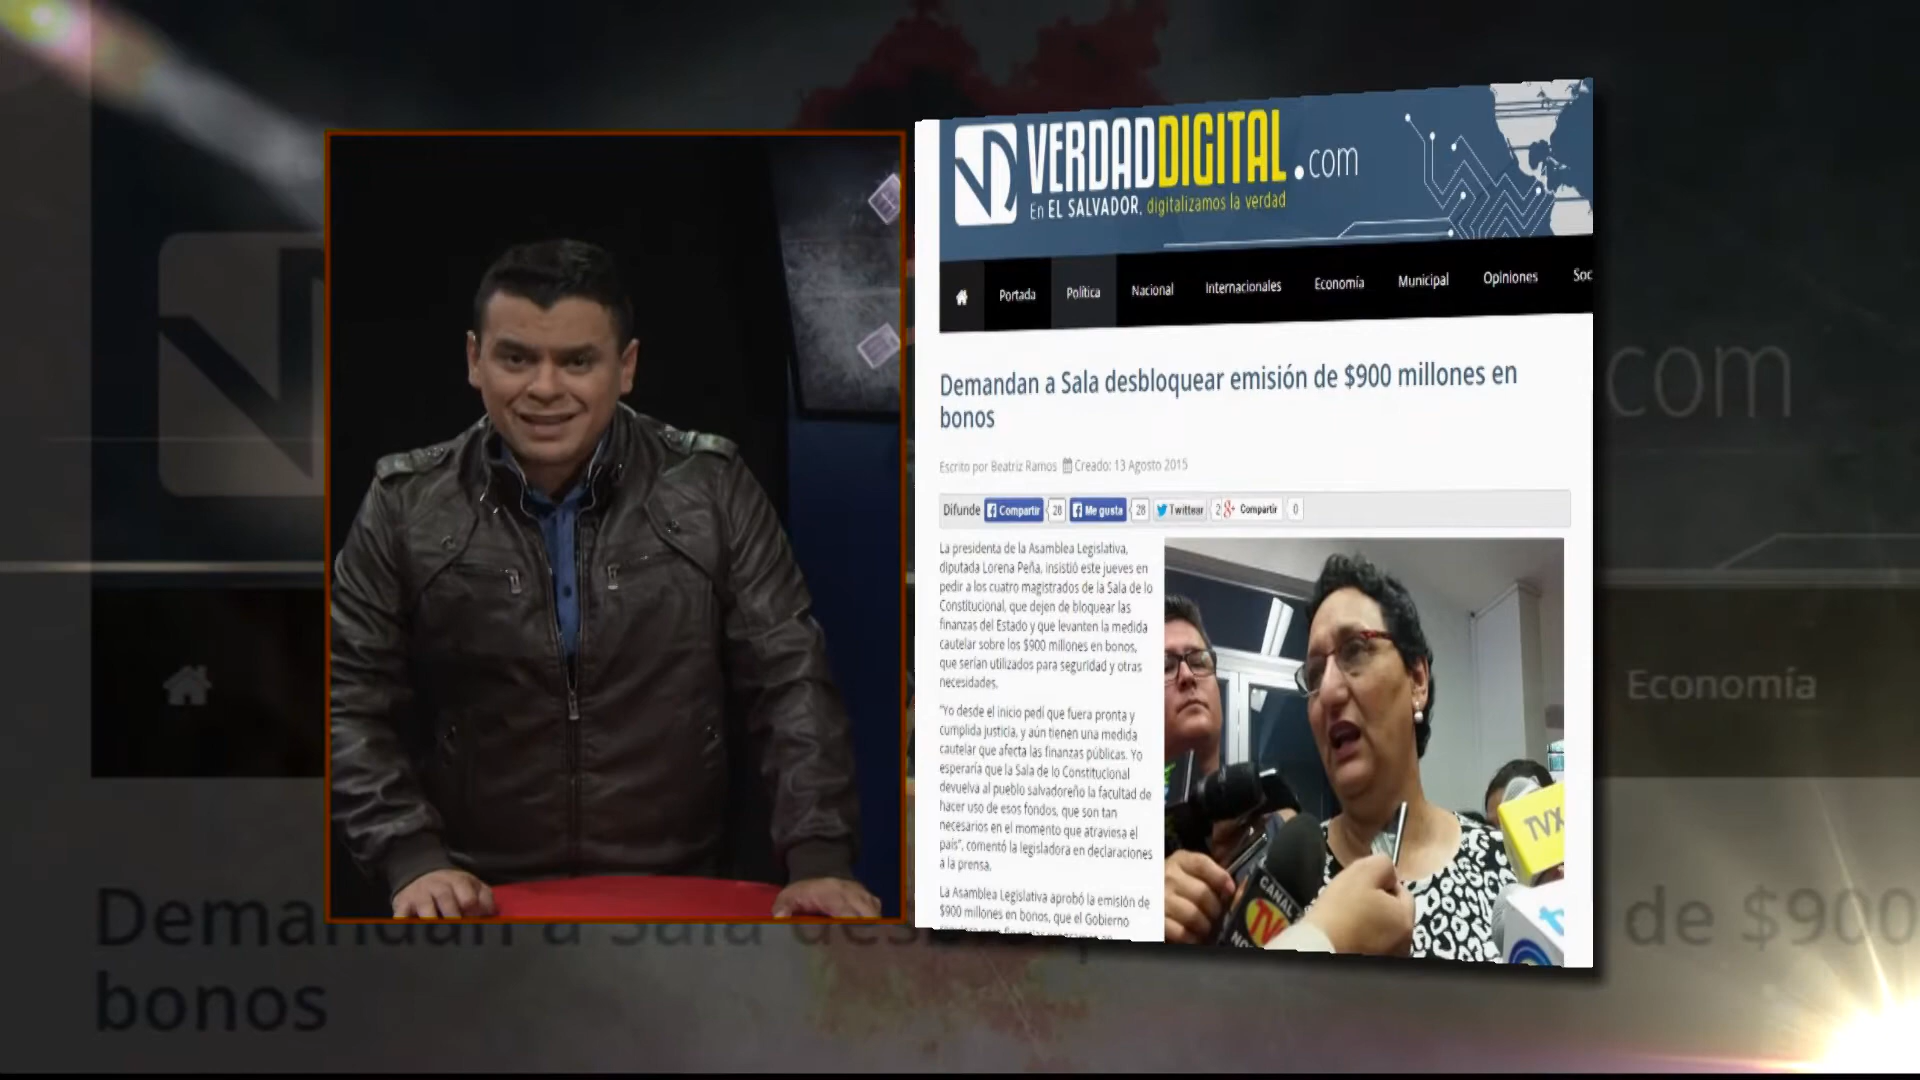 VERDADDIGITAL.com
En EL SALVADOR, digitalizamos la verdad
Portada Política Nacional Internacionales Economía Municipal Opiniones Soc
Demandan a Sala desbloquear emisión de $900 millones en
bonos
Escrito por Beatriz Ramos Creado: 13 Agosto 2015
Difunde Compartir 28 Me gusta 28 Twittear 2 Compartir 0
La presidenta de la Asamblea Legislativa,
diputada Lorena Peña, insistió este jueves en
pedir a los cuatro magistrados de la Sala de lo
Constitucional, que dejen de bloquear las
finanzas del Estado y que levanten la medida
cautelar sobre los $900 millones en bonos,
que serían utilizados para seguridad y otras
necesidades.
"Yo desde el inicio pedí que fuera pronta y
cumplida justicia, y aún tienen una medida
cautelar que afecta las finanzas públicas. Yo
esperaría que la Sala de lo Constitucional
devuelva al pueblo salvadoreño la facultad de
hacer uso de esos fondos, que son tan
necesarios en el momento que atraviesa el
país", comentó la legisladora en declaraciones
a la prensa.
La Asamblea Legislativa aprobó la emisión de
$900 millones en bonos, que el Gobierno
CANAL
TVX
com
Economía
Demandan a Sala
de $900
bonos